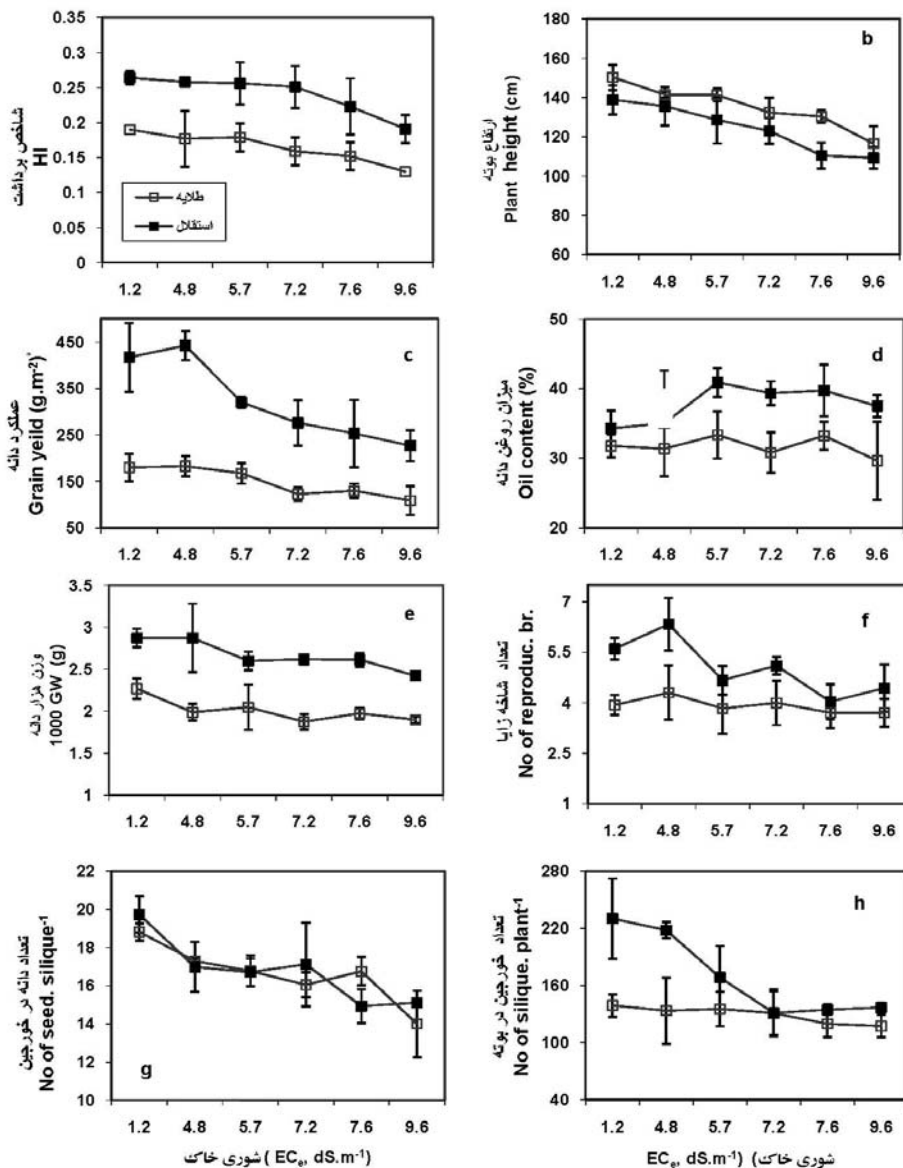 0.35
0.3
0.25
0.2
0.15
0.1
0.05
0
شاخص برداشت
HI
طلایه
استقلال
1.2 4.8 5.7 7.2 7.6 9.6
b
180
160
140
120
100
80
60
ارتفاع بوته
Plant height (cm)
1.2 4.8 5.7 7.2 7.6 9.6
c
450
350
250
150
50
عملکرد دانه
Grain yeild (g.m-2)*
1.2 4.8 5.7 7.2 7.6 9.6
d
50
40
30
20
میزان روغن دانه
Oil content (%)
1.2 4.8 5.7 7.2 7.6 9.6
e
3.5
3
2.5
2
1.5
1
وزن هزار دانه
1000 GW (g)
1.2 4.8 5.7 7.2 7.6 9.6
f
7
5.5
4
2.5
1
تعداد شاخه زایا
No of reproduc. br.
1.2 4.8 5.7 7.2 7.6 9.6
g
22
20
18
16
14
12
10
تعداد دانه در خورجین
No of seed. silique-1
1.2 4.8 5.7 7.2 7.6 9.6
شوری خاک ( ECe, dS.m-1)
h
280
220
160
100
40
تعداد خورجین در بوته
No of silique. plant-1
1.2 4.8 5.7 7.2 7.6 9.6
ECe, dS.m-1) (شوری خاک